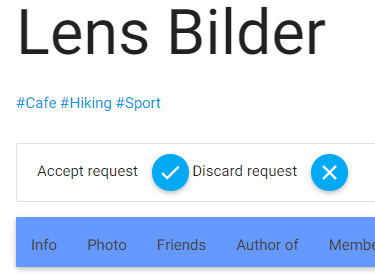 Lens Bilder
#Cafe #Hiking #Sport
Accept request Discard request
Info Photo Friends Author of